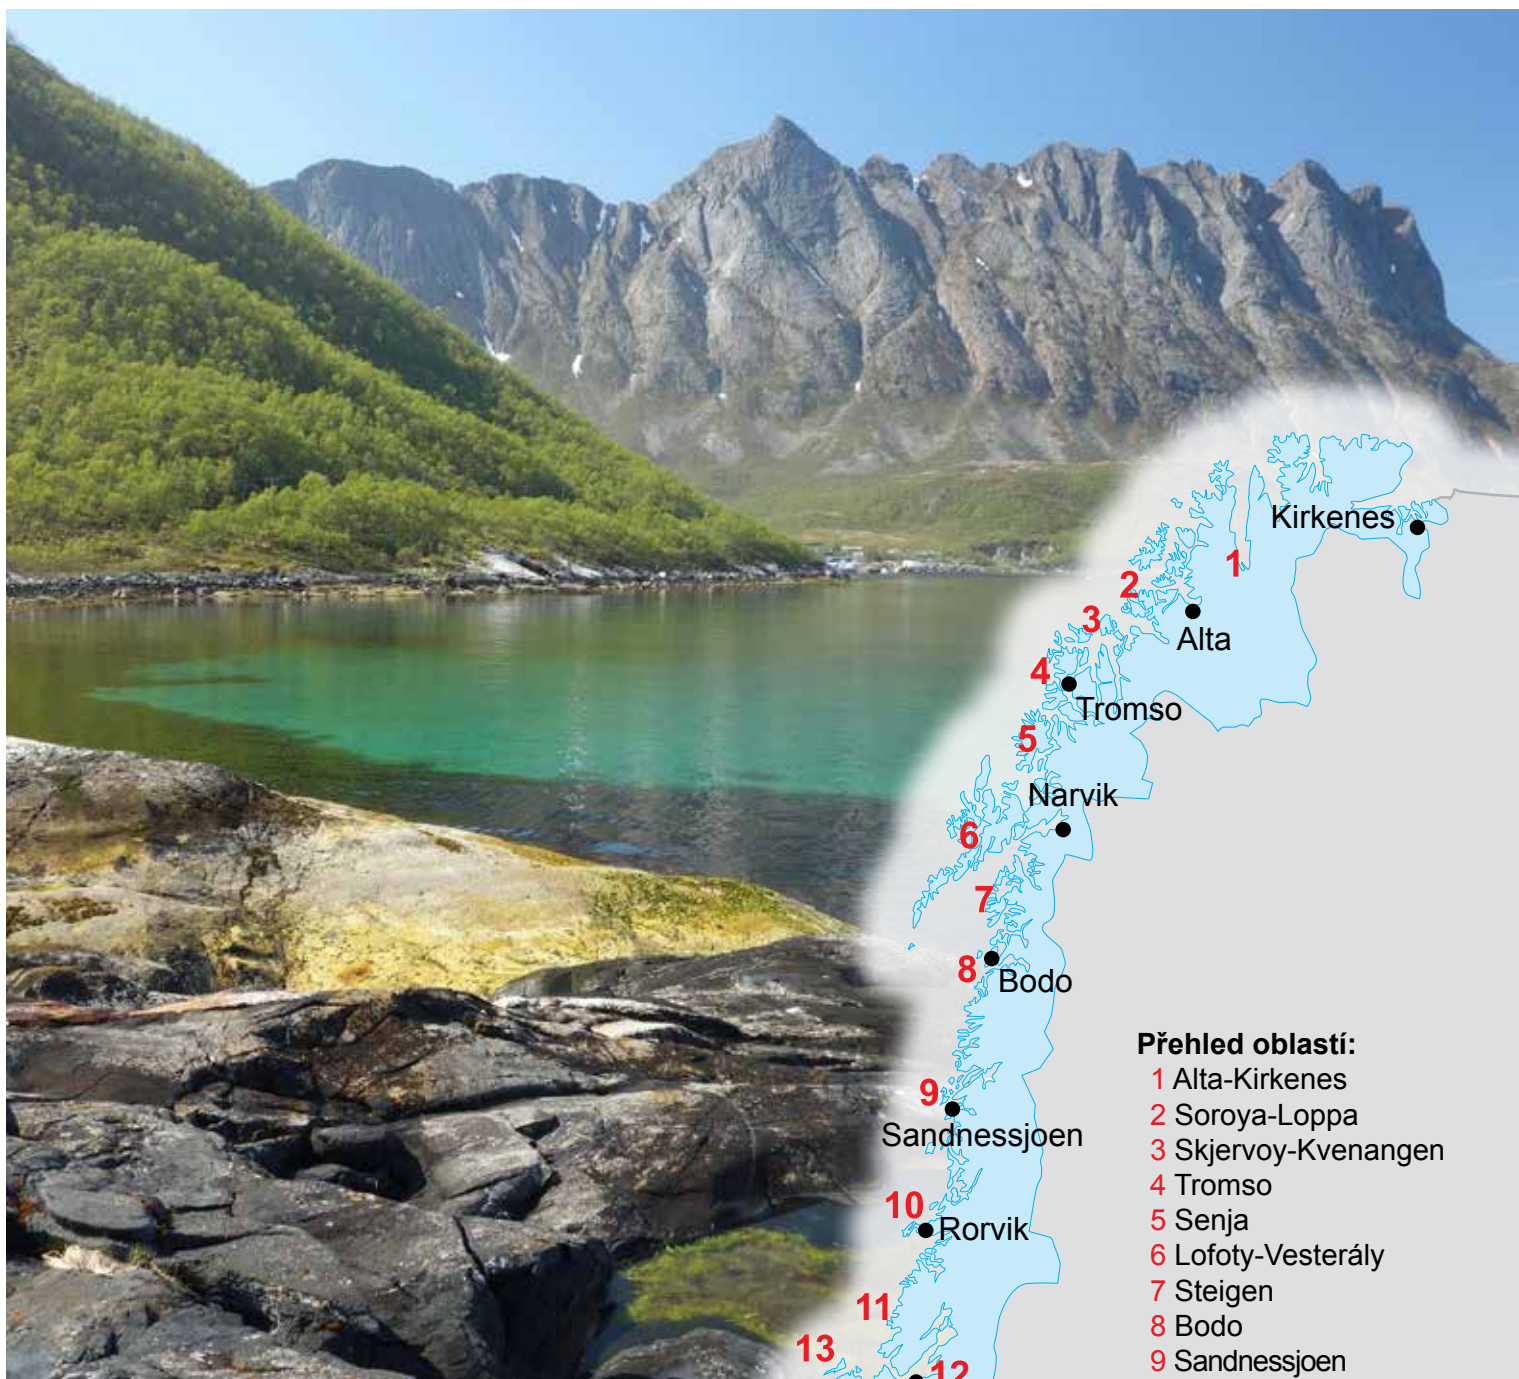 Kirkenes
1
2
3
Alta
4
Tromso
5
Narvik
6
7
8
Bodo
Přehled oblastí:
1 Alta-Kirkenes
2 Soroya-Loppa
3 Skjervoy-Kvenangen
4 Tromso
5 Senja
6 Lofoty-Vesterály
7 Steigen
8 Bodo
9 Sandnessjoen
9
Sandnessjoen
10
Rorvik
11
13
12